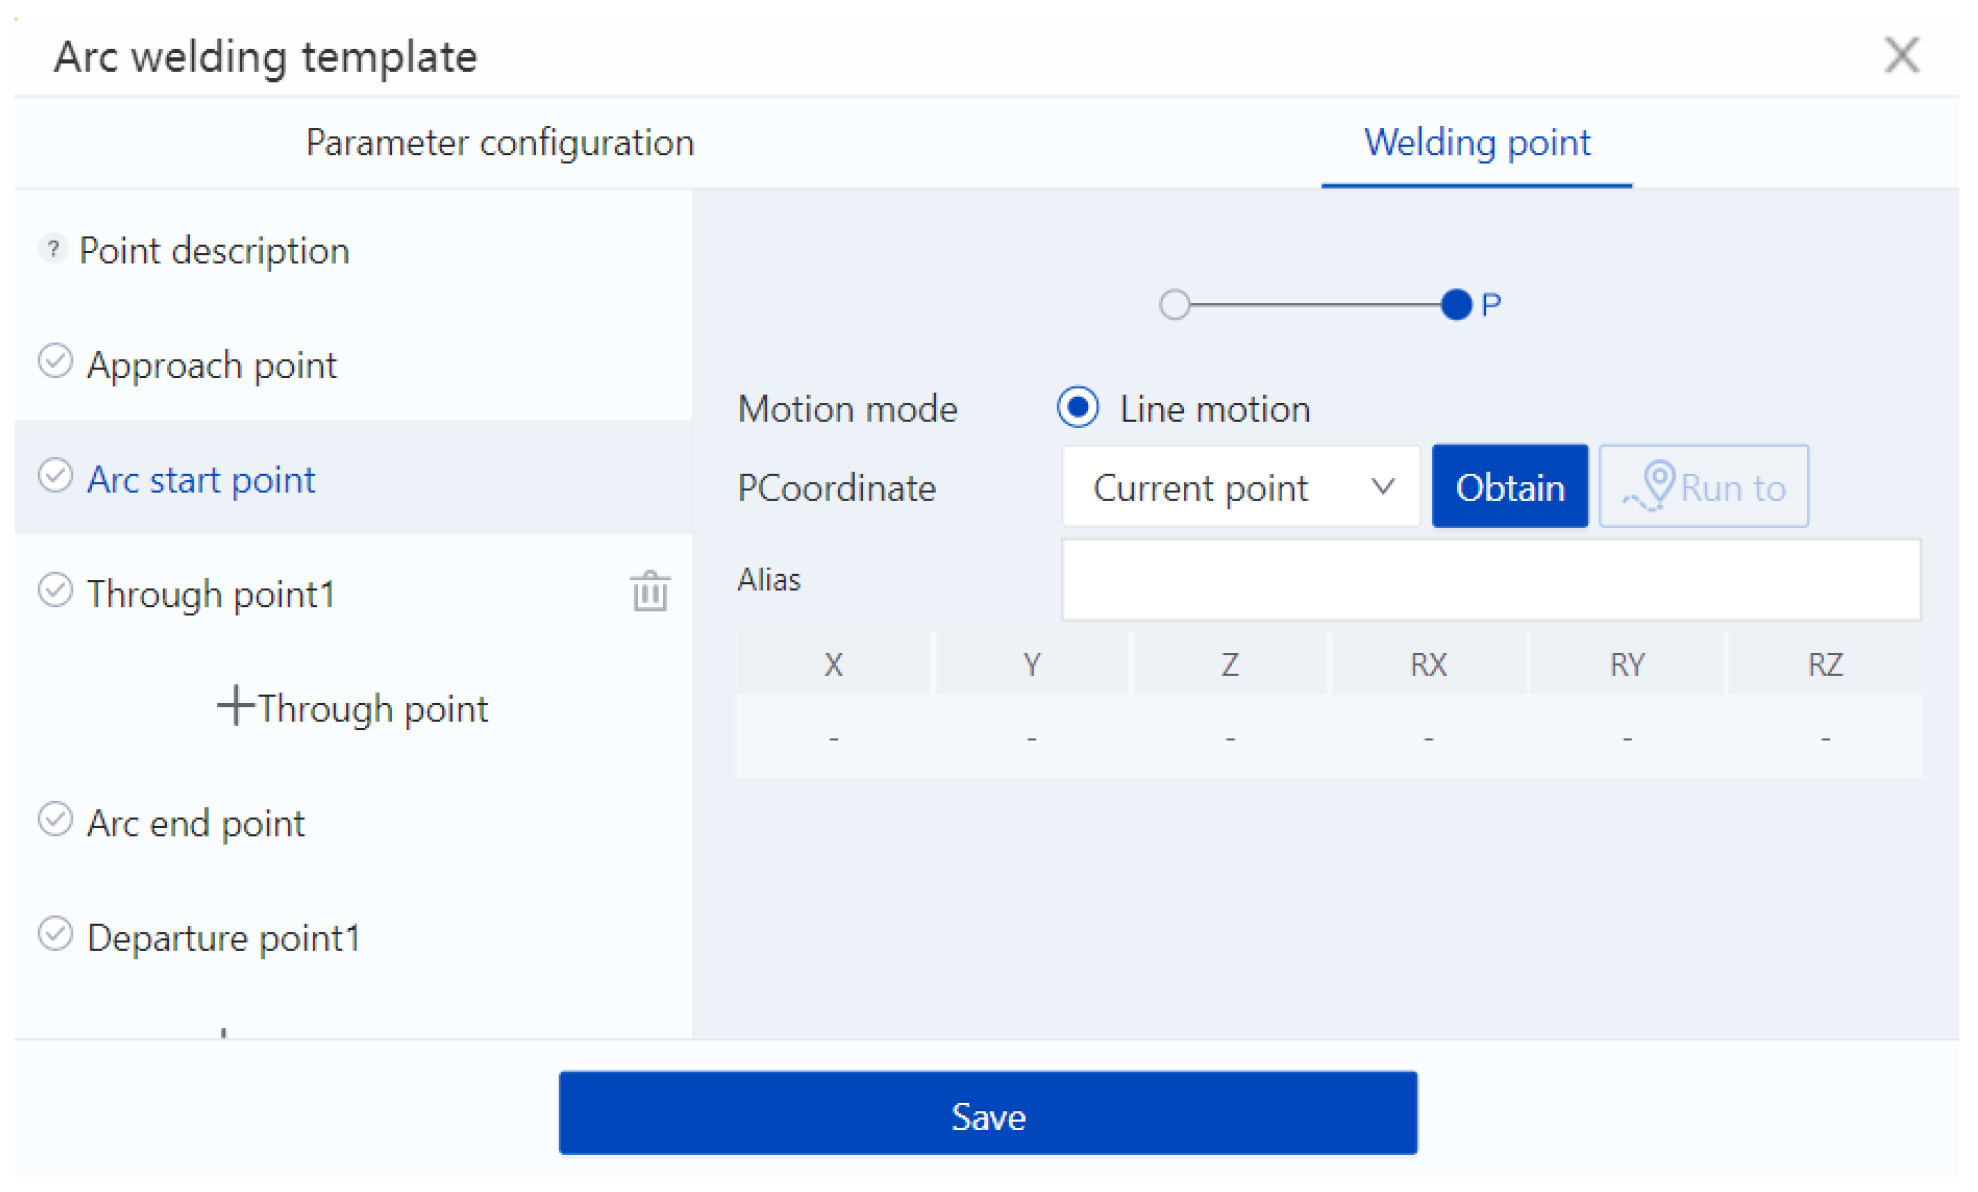 Arc welding template
Parameter configuration
Welding point
? Point description
Approach point
Arc start point
Through point1
Through point
Arc end point
Departure point1
P
Motion mode
Line motion
PCoordinate
Current point
Obtain
Run to
Alias
X Y Z RX RY RZ
- - - - - -
Save